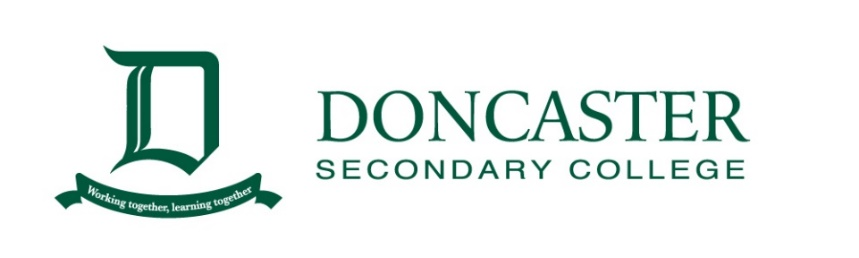 D
Working together, learning together
DONCASTER
SECONDARY COLLEGE